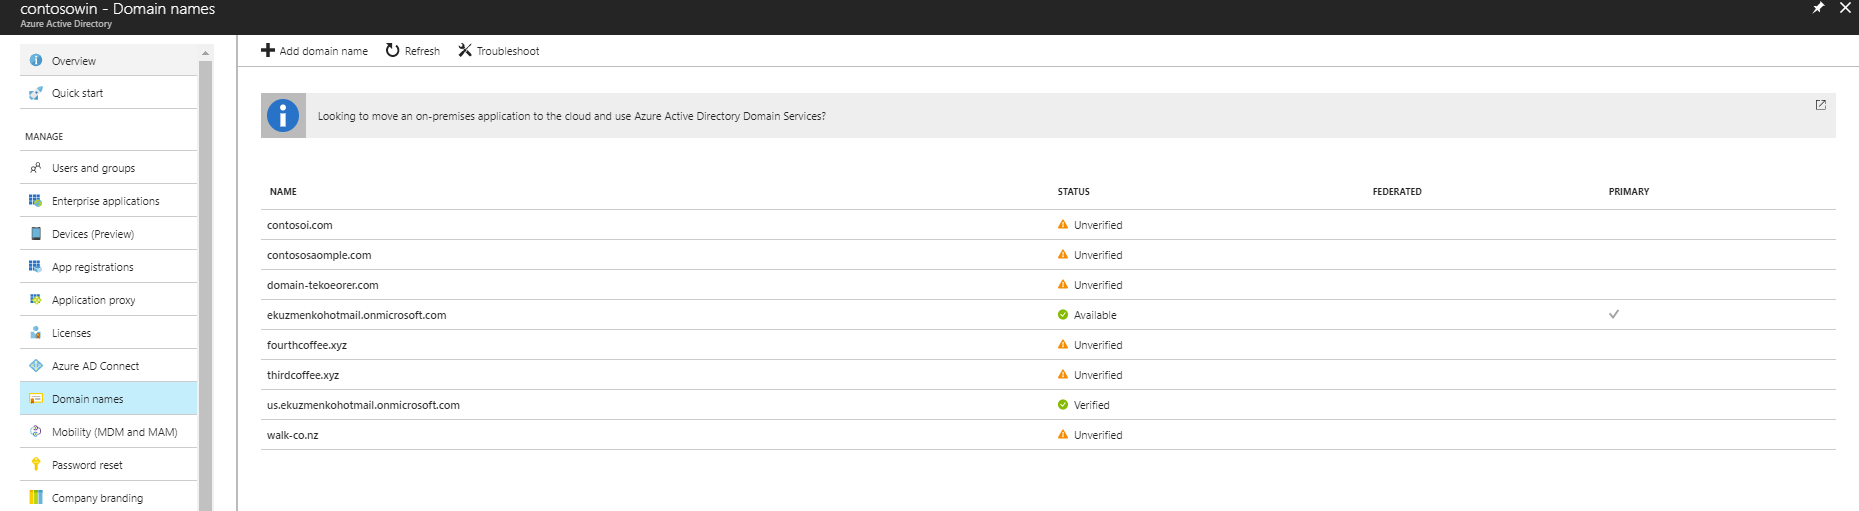 contosowin - Domain names
Azure Active Directory
Overview
Quick start
MANAGE
Users and groups
Enterprise applications
Devices (Preview)
App registrations
Application proxy
Licenses
Azure AD Connect
Domain names
Mobility (MDM and MAM)
Password reset
Company branding
Add domain name Refresh Troubleshoot
Looking to move an on-premises application to the cloud and use Azure Active Directory Domain Services?
NAME STATUS FEDERATED PRIMARY
contosoi.com Unverified
contososaomple.com Unverified
domain-tekoeorer.com Unverified
ekuzmenkohotmail.onmicrosoft.com Available
fourthcoffee.xyz Unverified
thirdcoffee.xyz Unverified
us.ekuzmenkohotmail.onmicrosoft.com Verified
walk-co.nz Unverified